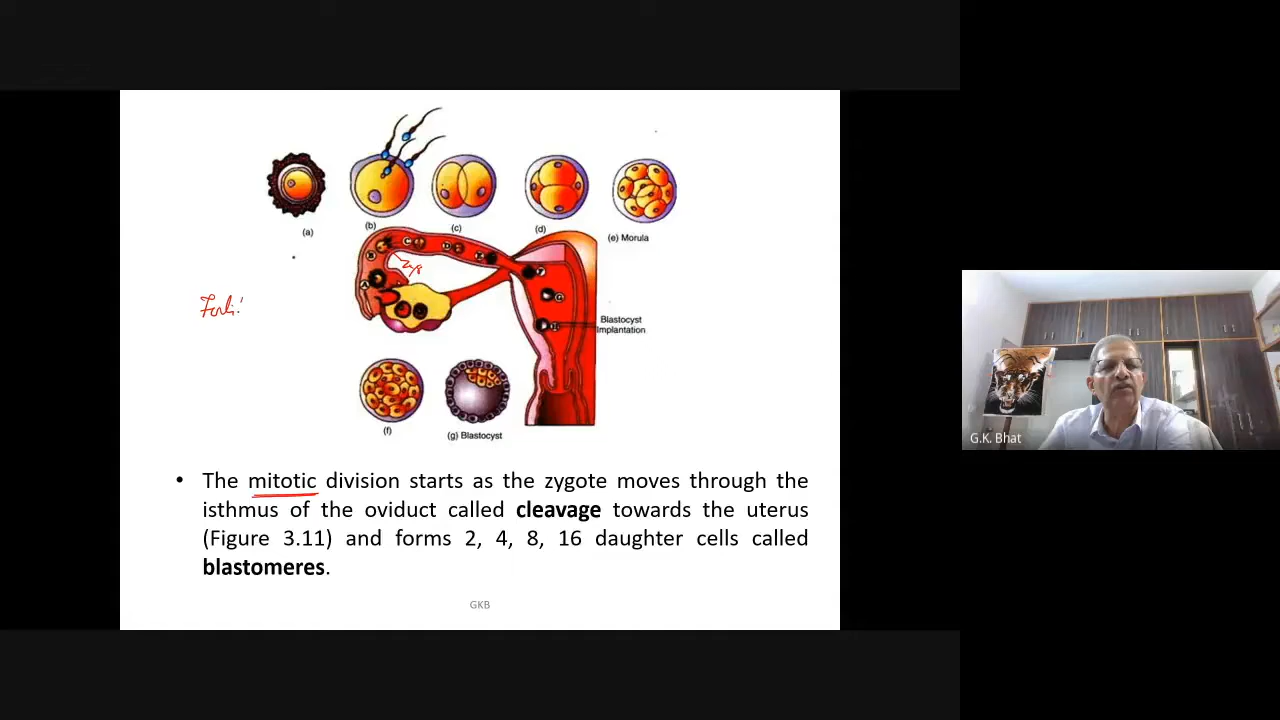 (a)
(b)
(c)
(d)
(e) Morula
Blastocyst
Implantation
(f)
(g) Blastocyst
• The mitotic division starts as the zygote moves through the
isthmus of the oviduct called cleavage towards the uterus
(Figure 3.11) and forms 2, 4, 8, 16 daughter cells called
blastomeres.
GKB
G.K. Bhat